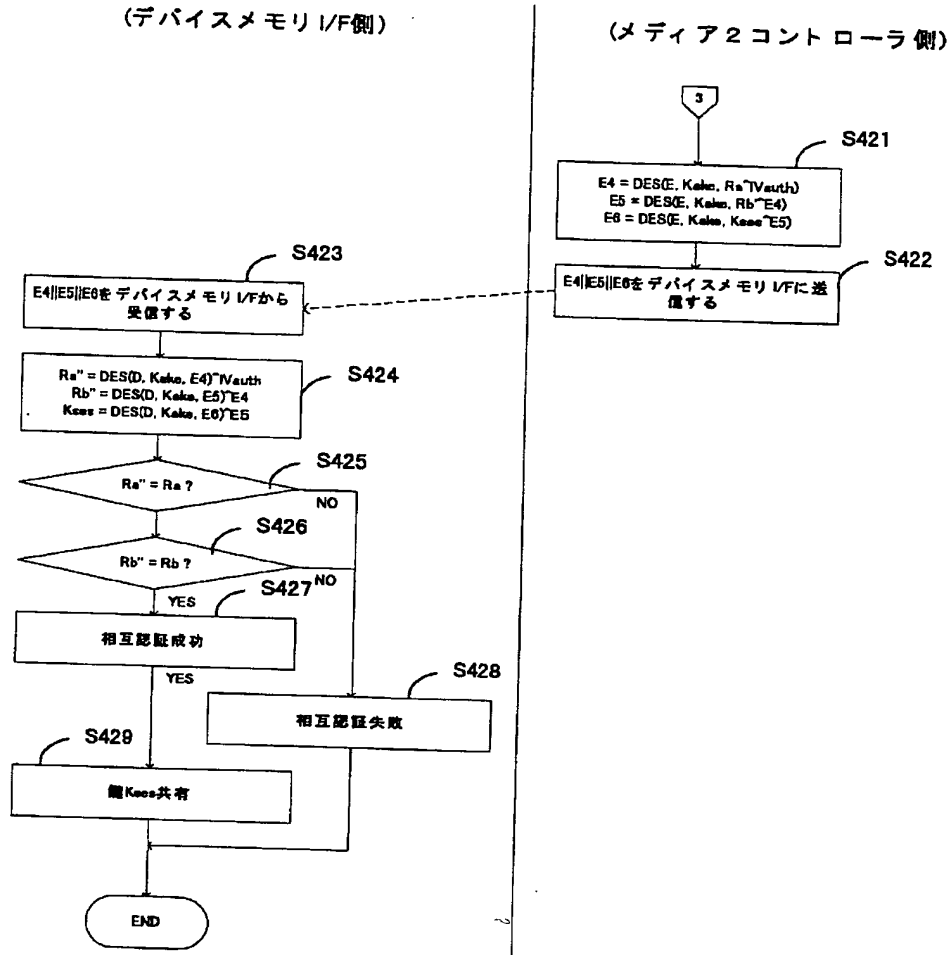 (デバイスメモリI/F側)
(メディア2コントローラ側)
3
S421
E4 = DES(E, Kake, Ra^IVauth)
E5 = DES(E, Kake, Rb^E4)
E6 = DES(E, Kake, Kses^E5)
S422
E4||E5||E6をデバイスメモリI/Fに送
信する
S423
E4||E5||E6をデバイスメモリI/Fから
受信する
S424
Ra" = DES(D, Kake, E4)^IVauth
Rb" = DES(D, Kake, E5)^E4
Kses = DES(D, Kake, E6)^E5
S425
Ra" = Ra ?
NO
S426
Rb" = Rb ?
NO
YES
S427
相互認証成功
YES
S428
相互認証失敗
S429
鍵Kses共有
END